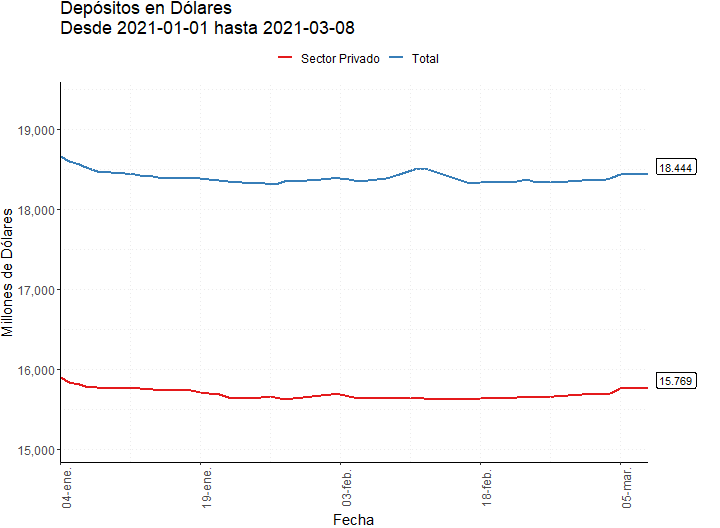 Depósitos en Dólares
Desde 2021-01-01 hasta 2021-03-08
Sector Privado Total
Millones de Dólares
19,000
18,000
17,000
16,000
15,000
18.444
15.769
04-ene.
19-ene.
03-feb.
18-feb.
05-mar.
Fecha